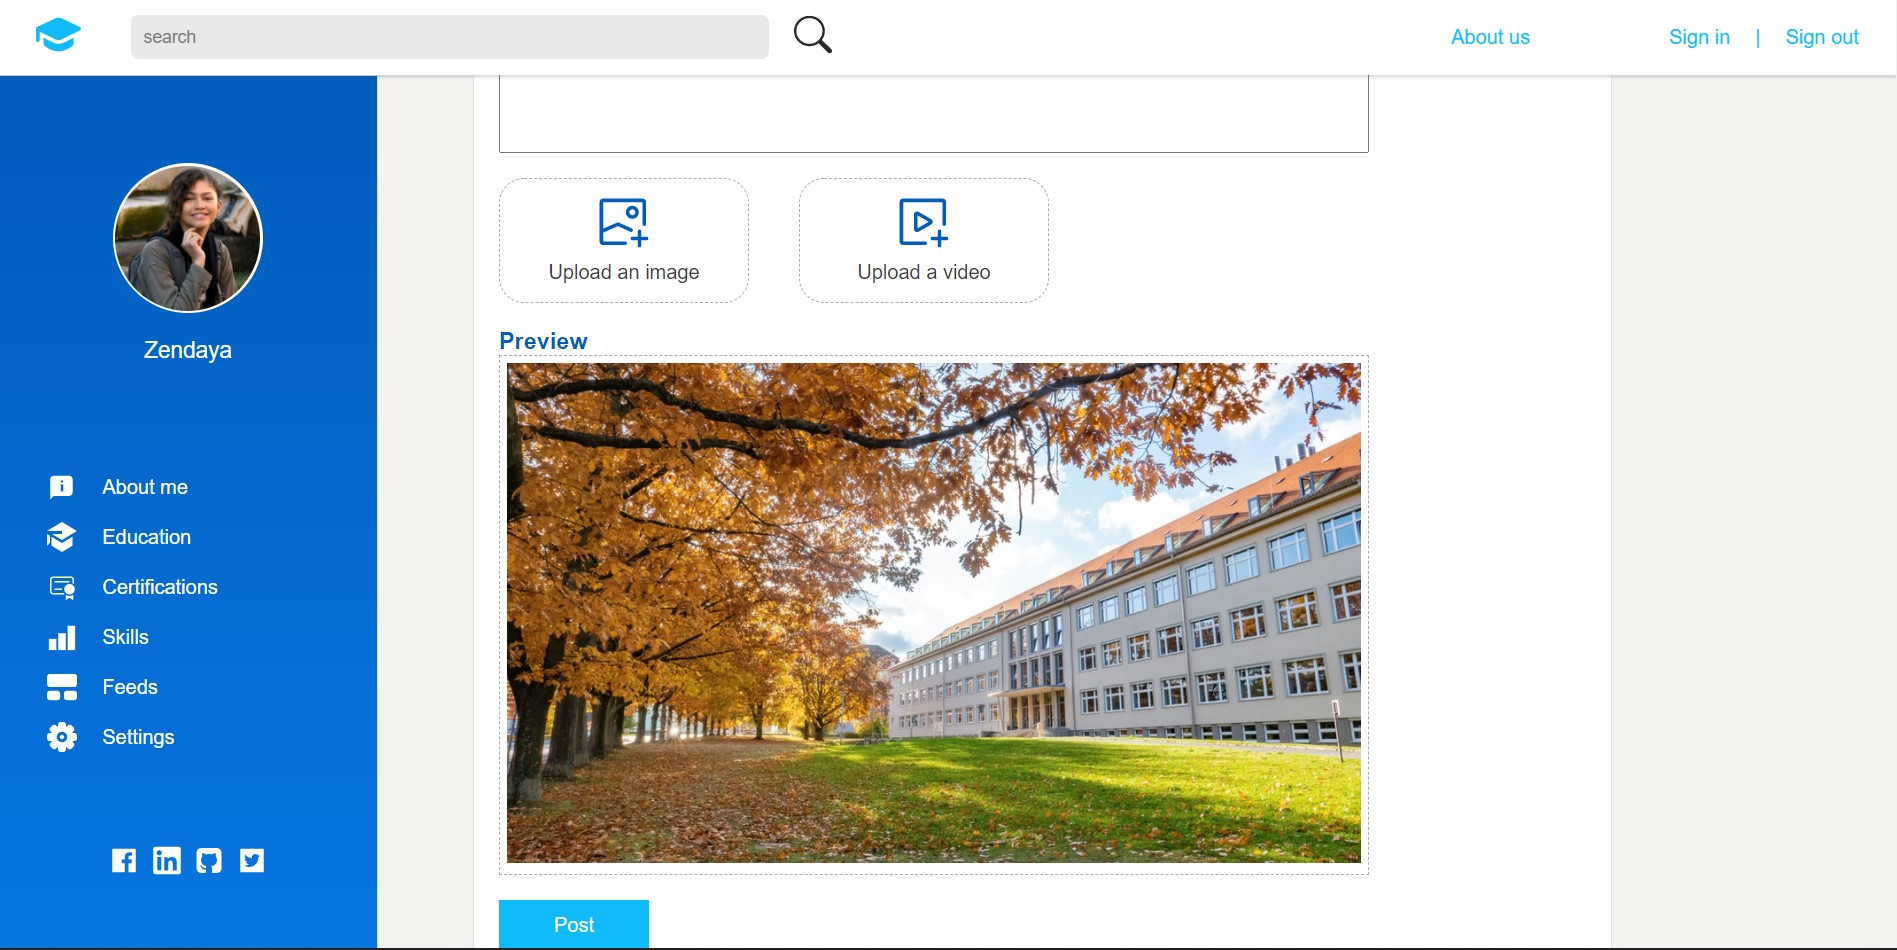 search
About us
Sign in | Sign out
Upload an image
Upload a video
Preview
Zendaya
About me
Education
Certifications
Skills
Feeds
Settings
Post